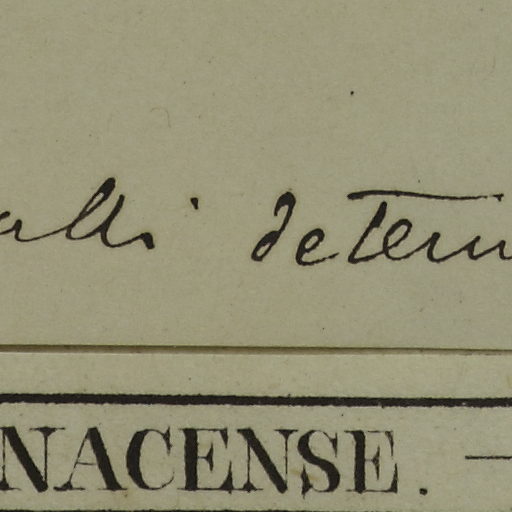 alli determ
NACENSE. —